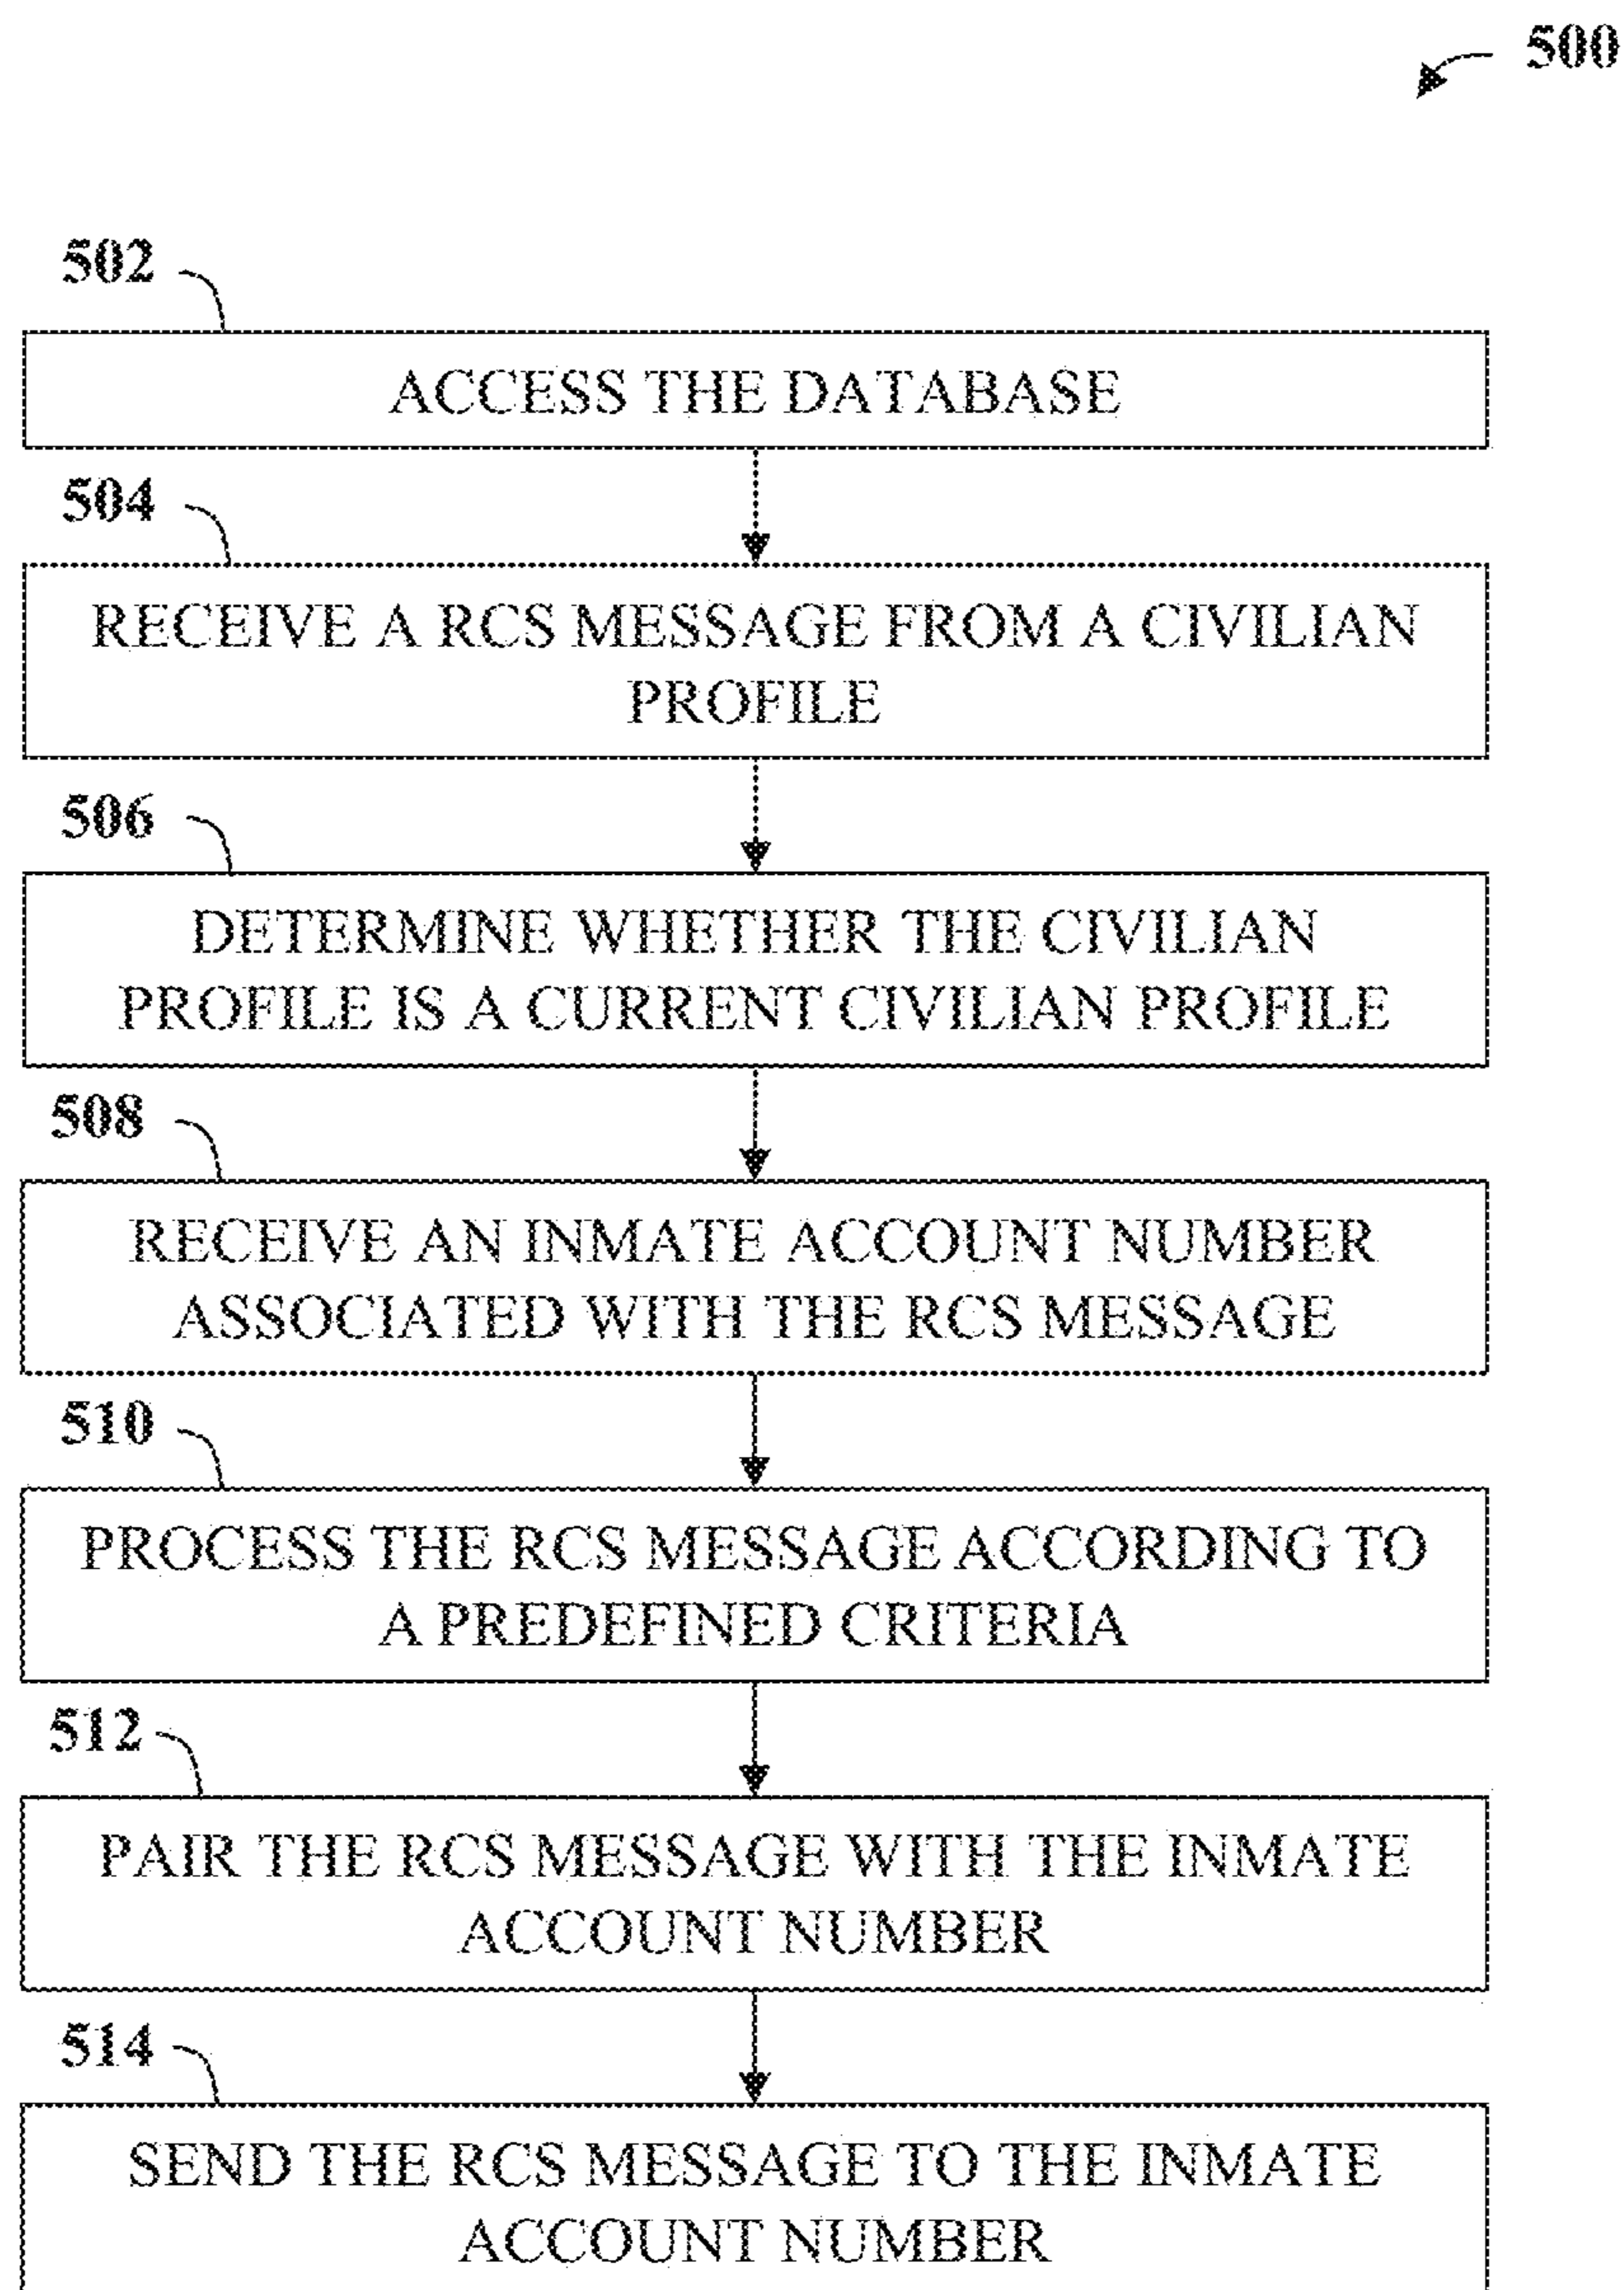 500
502
ACCESS THE DATABASE
504
RECEIVE A RCS MESSAGE FROM A CIVILIAN
PROFILE
506
DETERMINE WHETHER THE CIVILIAN
PROFILE IS A CURRENT CIVILIAN PROFILE
508
RECEIVE AN INMATE ACCOUNT NUMBER
ASSOCIATED WITH THE RCS MESSAGE
510
PROCESS THE RCS MESSAGE ACCORDING TO
A PREDEFINED CRITERIA
512
PAIR THE RCS MESSAGE WITH THE INMATE
ACCOUNT NUMBER
514
SEND THE RCS MESSAGE TO THE INMATE
ACCOUNT NUMBER